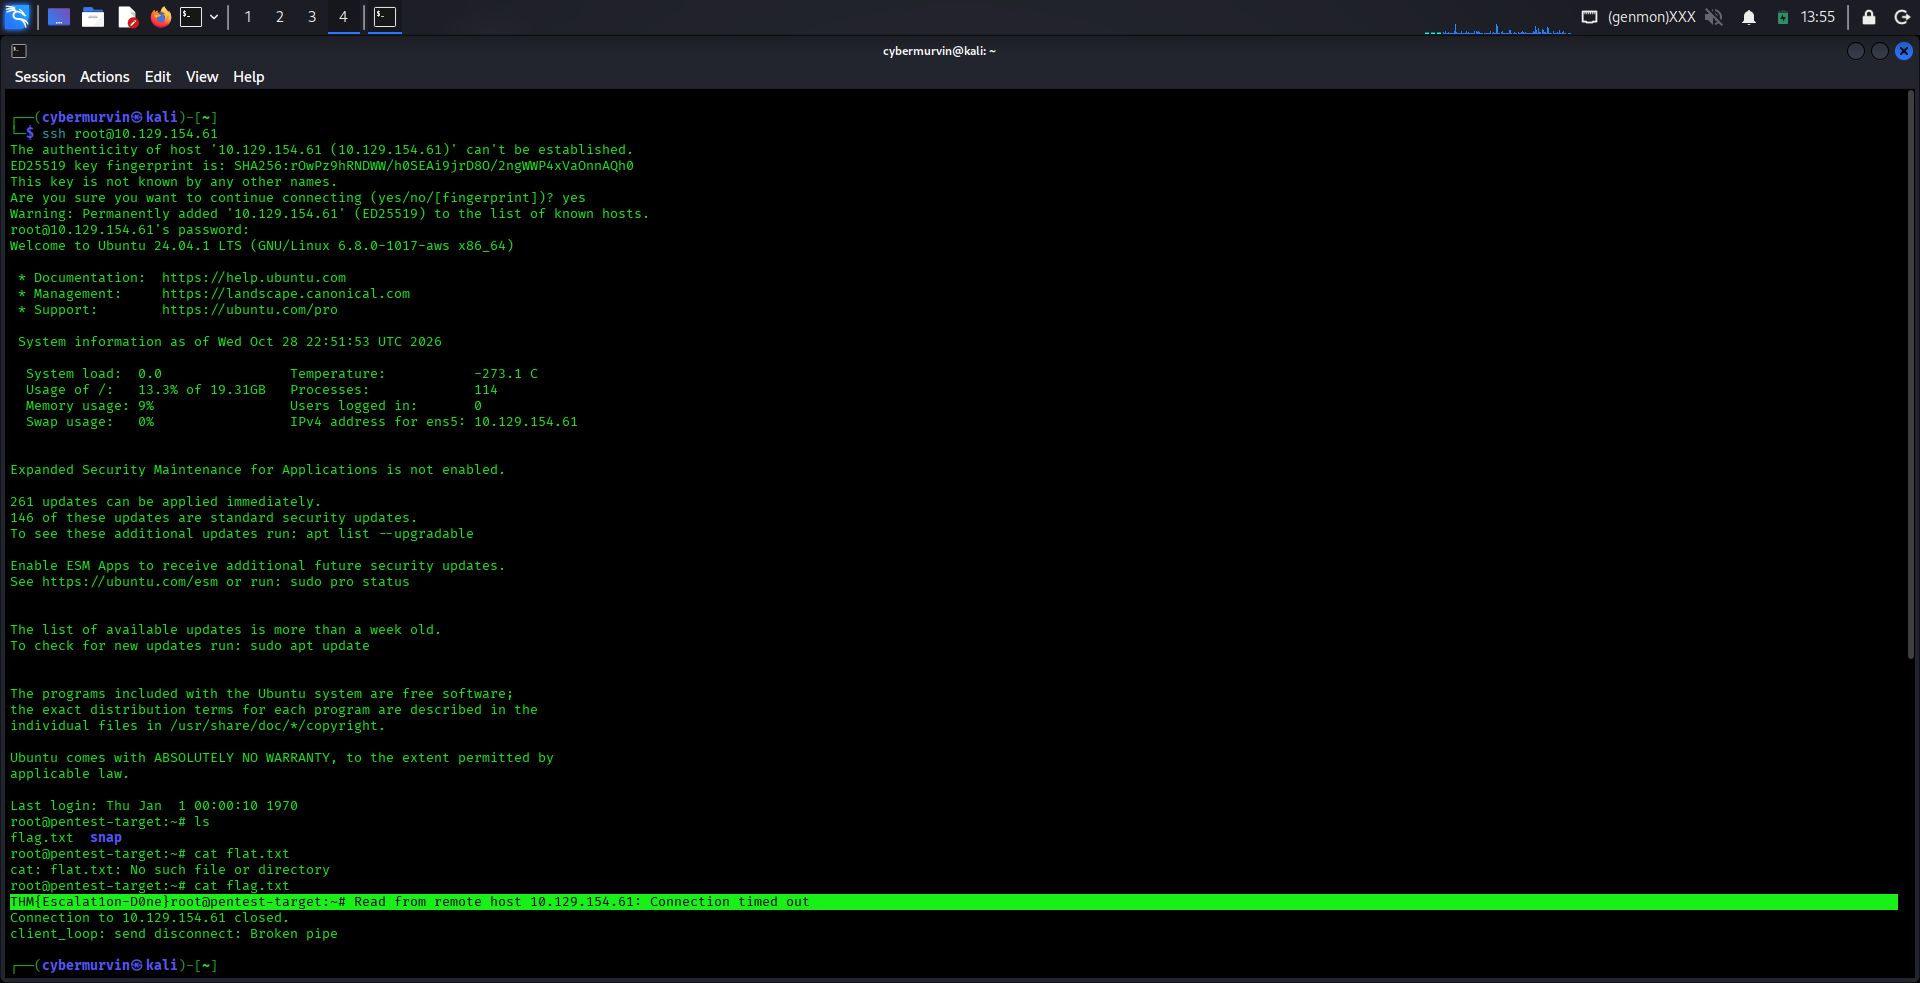 1 2 3 4 (genmon)XXX 13:55
cybermurvin@kali: ~
Session Actions Edit View Help
┌──(cybermurvin㉿kali)-[~]
└─$ ssh root@10.129.154.61
The authenticity of host '10.129.154.61 (10.129.154.61)' can't be established.
ED25519 key fingerprint is: SHA256:rOwPz9hRNDWW/h0SEAi9jrD8O/2ngWWP4xVaOnnAQh0
This key is not known by any other names.
Are you sure you want to continue connecting (yes/no/[fingerprint])? yes
Warning: Permanently added '10.129.154.61' (ED25519) to the list of known hosts.
root@10.129.154.61's password:
Welcome to Ubuntu 24.04.1 LTS (GNU/Linux 6.8.0-1017-aws x86_64)
* Documentation:  https://help.ubuntu.com
* Management:     https://landscape.canonical.com
* Support:        https://ubuntu.com/pro
System information as of Wed Oct 28 22:51:53 UTC 2026
System load:  0.0                Temperature:           -273.1 C
Usage of /:   13.3% of 19.31GB   Processes:             114
Memory usage: 9%                 Users logged in:       0
Swap usage:   0%                 IPv4 address for ens5: 10.129.154.61
Expanded Security Maintenance for Applications is not enabled.
261 updates can be applied immediately.
146 of these updates are standard security updates.
To see these additional updates run: apt list --upgradable
Enable ESM Apps to receive additional future security updates.
See https://ubuntu.com/esm or run: sudo pro status
The list of available updates is more than a week old.
To check for new updates run: sudo apt update
The programs included with the Ubuntu system are free software;
the exact distribution terms for each program are described in the
individual files in /usr/share/doc/*/copyright.
Ubuntu comes with ABSOLUTELY NO WARRANTY, to the extent permitted by
applicable law.
Last login: Thu Jan  1 00:00:10 1970
root@pentest-target:~# ls
flag.txt  snap
root@pentest-target:~# cat flat.txt
cat: flat.txt: No such file or directory
root@pentest-target:~# cat flag.txt
THM{Escalat1on-D0ne}root@pentest-target:~# Read from remote host 10.129.154.61: Connection timed out
Connection to 10.129.154.61 closed.
client_loop: send disconnect: Broken pipe
┌──(cybermurvin㉿kali)-[~]